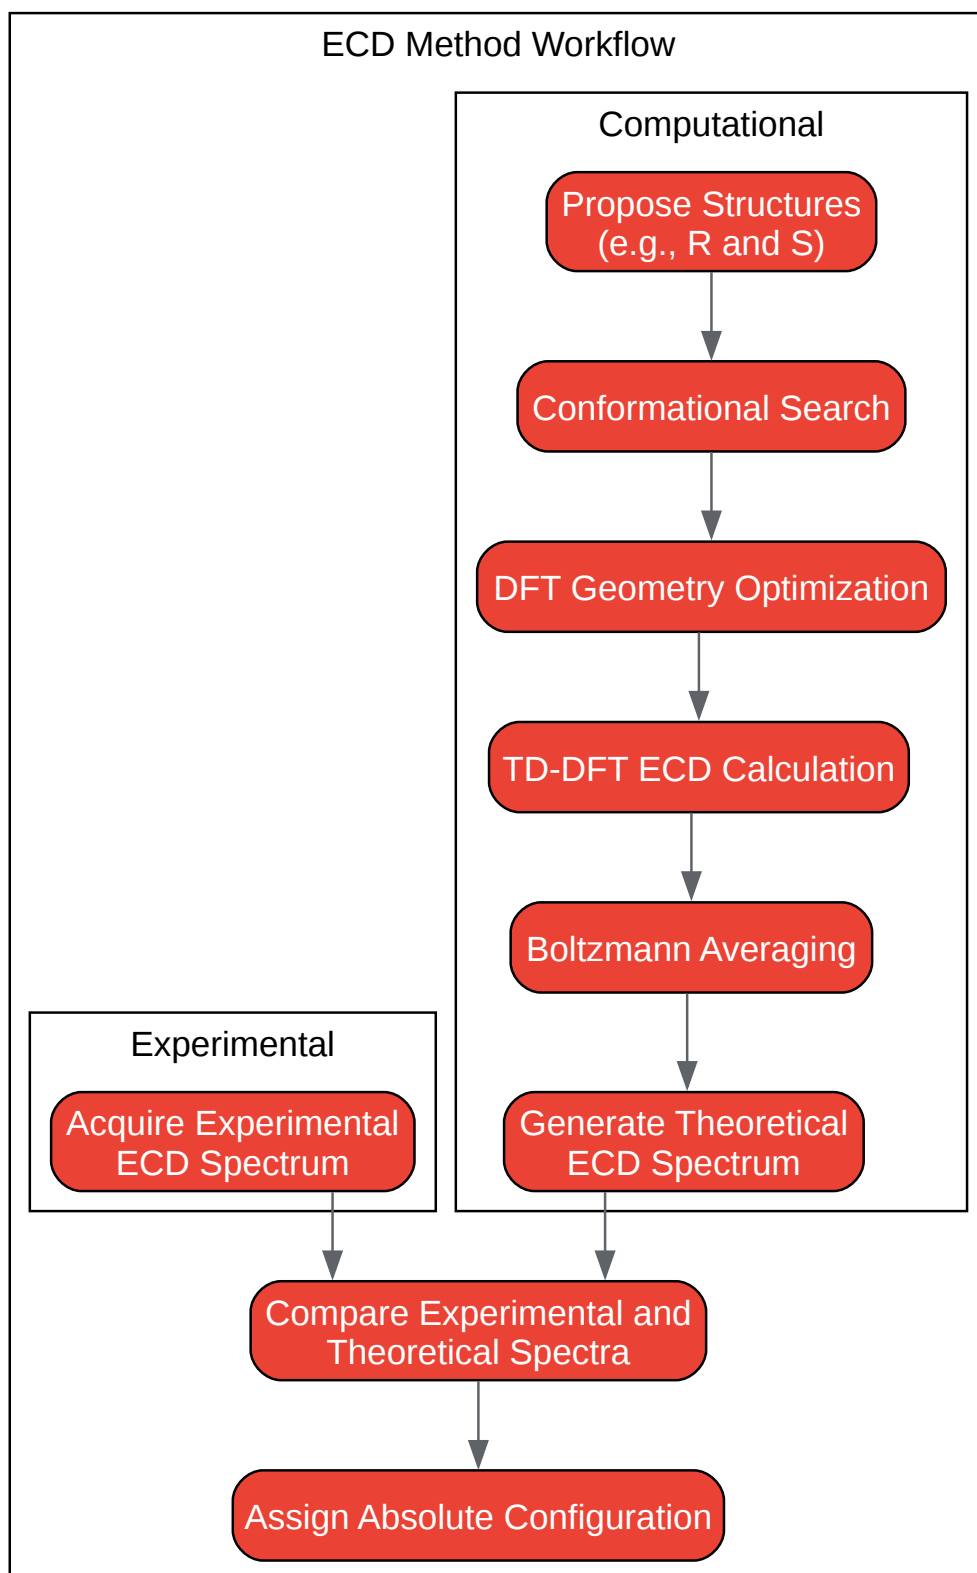 ECD Method Workflow
Computational
Propose Structures
(e.g., R and S)
Conformational Search
DFT Geometry Optimization
TD-DFT ECD Calculation
Boltzmann Averaging
Experimental
Acquire Experimental
ECD Spectrum
Generate Theoretical
ECD Spectrum
Compare Experimental and
Theoretical Spectra
Assign Absolute Configuration